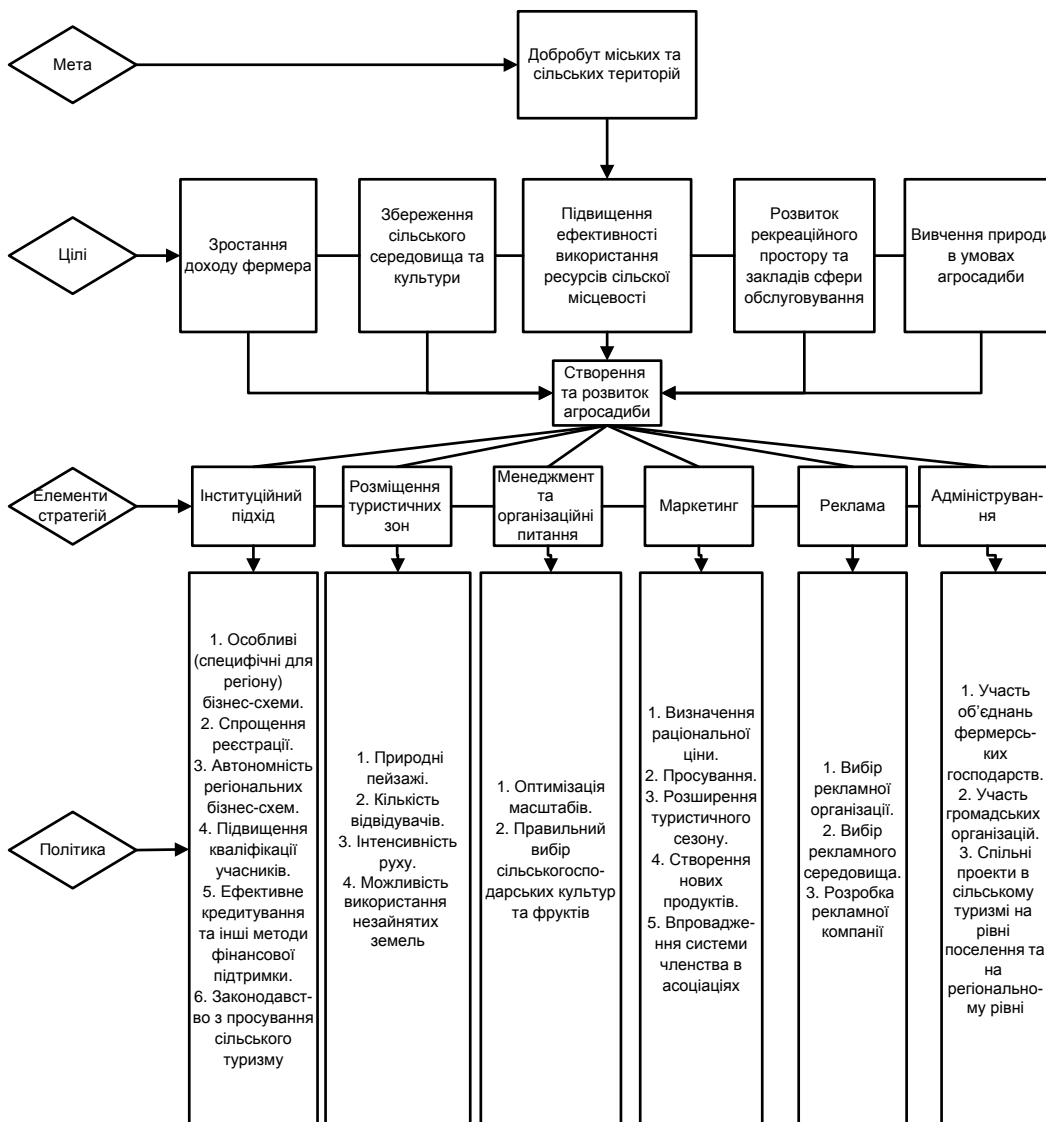 Мета
Добробут міських та
сільських територій
Цілі
Зростання
доходу фермера
Збереження
сільського
середовища та
культури
Підвищення
ефективності
використання
ресурсів сільскої
місцевості
Розвиток
рекреаційного
простору та
закладів сфери
обслуговування
Вивчення природи
в умовах
агросадиби
Створення
та розвиток
агросадиби
Елементи
стратегій
Інституційний
підхід
Розміщення
туристичних
зон
Менеджмент
та
організаційні
питання
Маркетинг
Реклама
Адмініструван-
ня
Політика
1. Особливі
(специфічні для
регіону)
бізнес-схеми.
2. Спрощення
реєстрації.
3. Автономність
регіональних
бізнес-схем.
4. Підвищення
кваліфікації
учасників.
5. Ефективне
кредитування
та інші методи
фінансової
підтримки.
6. Законодавст-
во з просування
сільського
туризму
1. Природні
пейзажі.
2. Кількість
відвідувачів.
3. Інтенсивність
руху.
4. Можливість
використання
незайнятих
земель
1. Оптимізація
масштабів.
2. Правильний
вибір
сільськогоспо-
дарських культур
та фруктів
1. Визначення
раціональної
ціни.
2. Просування.
3. Розширення
туристичного
сезону.
4. Створення
нових
продуктів.
5. Впровадже-
ння системи
членства в
асоціаціях
1. Вибір
рекламної
організації.
2. Вибір
рекламного
середовища.
3. Розробка
рекламної
компанії
1. Участь
об’єднань
фермерсь-
ких
господарств.
2. Участь
громадських
організацій.
3. Спільні
проекти в
сільському
туризмі на
рівні
поселення та
на
регіонально-
му рівні